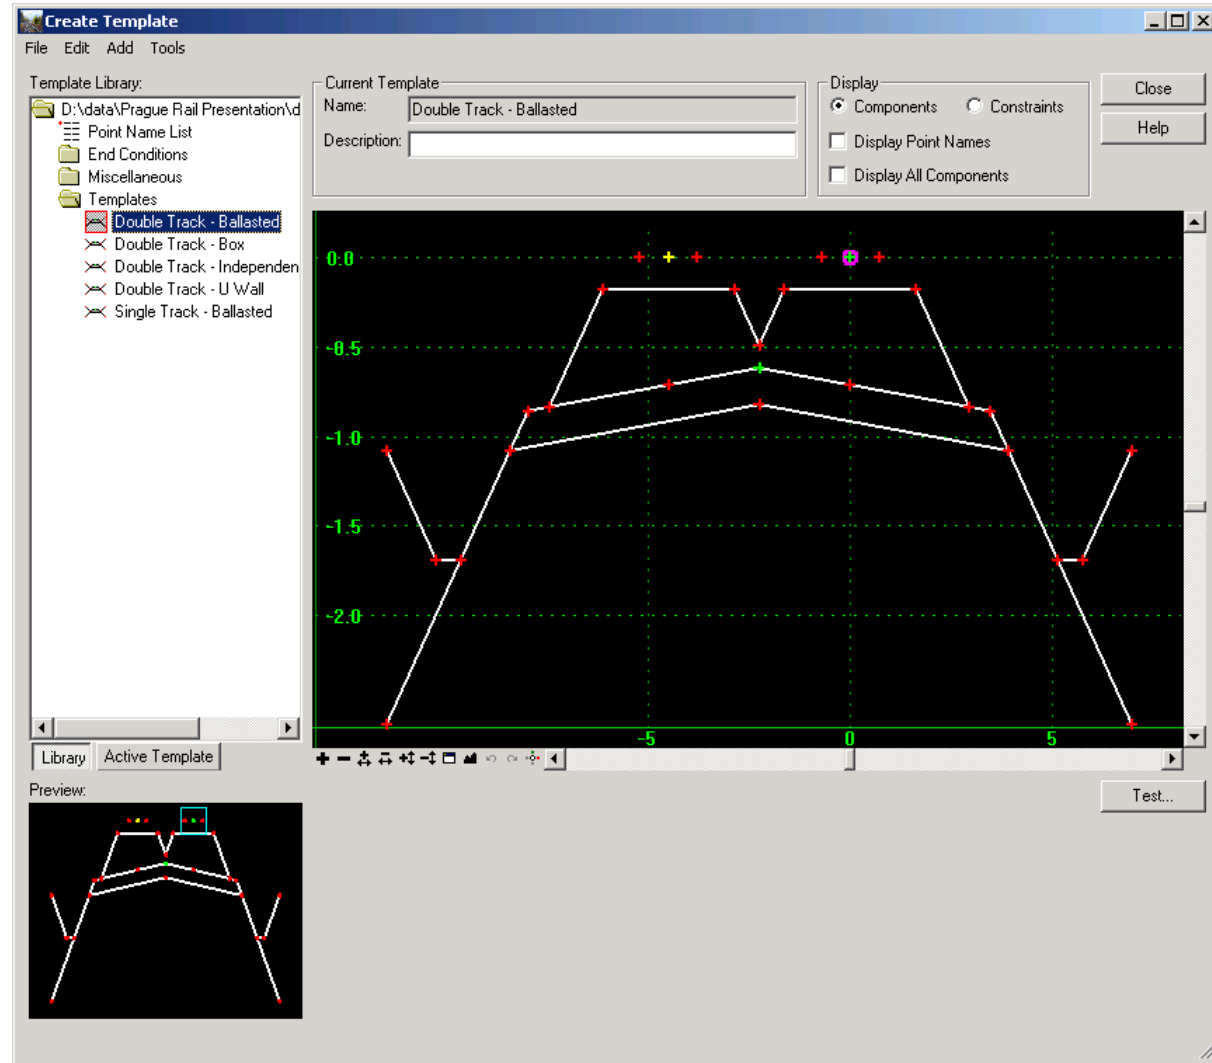 Create Template
File Edit Add Tools
Template Library:
D:\data\Prague Rail Presentation\d
Point Name List
End Conditions
Miscellaneous
Templates
Double Track - Ballasted
Double Track - Box
Double Track - Independen
Double Track - U Wall
Single Track - Ballasted
Library Active Template
Current Template
Name: Double Track - Ballasted
Description:
Display
Components Constraints
Display Point Names
Display All Components
Close
Help
0.0
-0.5
-1.0
-1.5
-2.0
-5 0 5
Preview:
Test...